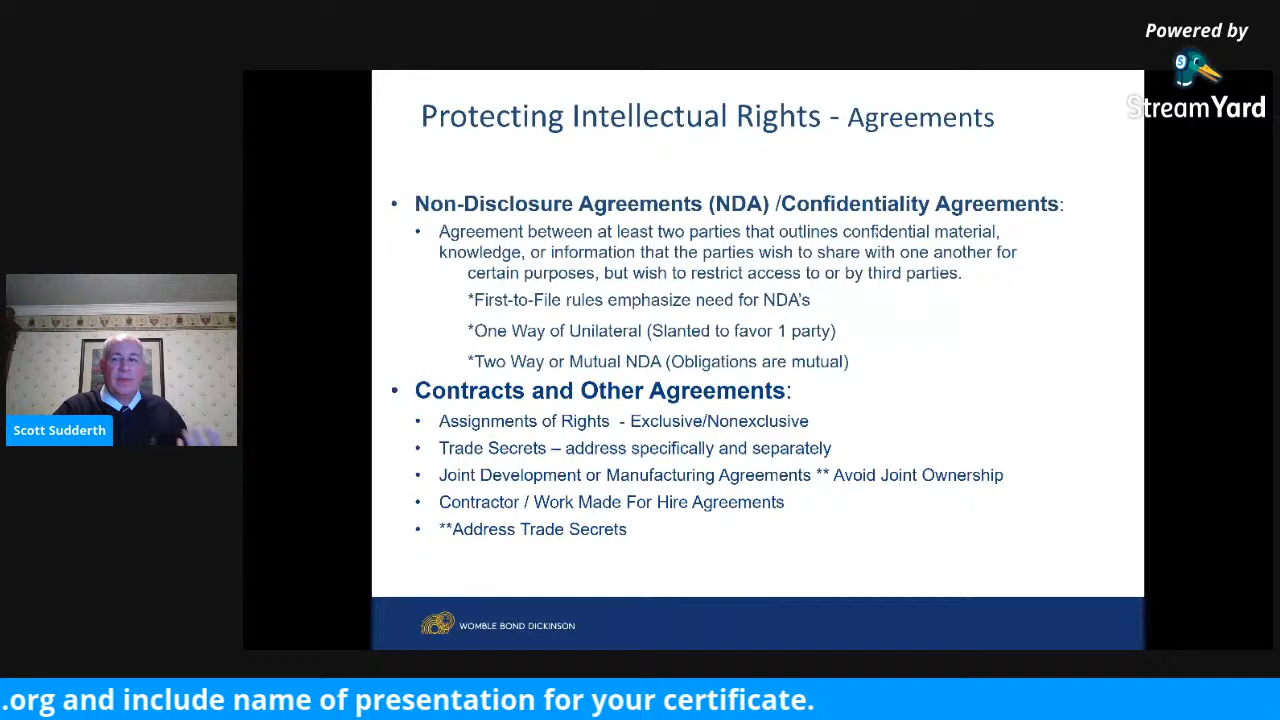 Powered by
StreamYard
Protecting Intellectual Rights - Agreements
• Non-Disclosure Agreements (NDA) /Confidentiality Agreements:
• Agreement between at least two parties that outlines confidential material,
knowledge, or information that the parties wish to share with one another for
certain purposes, but wish to restrict access to or by third parties.
*First-to-File rules emphasize need for NDA's
*One Way of Unilateral (Slanted to favor 1 party)
*Two Way or Mutual NDA (Obligations are mutual)
• Contracts and Other Agreements:
• Assignments of Rights - Exclusive/Nonexclusive
• Trade Secrets – address specifically and separately
• Joint Development or Manufacturing Agreements ** Avoid Joint Ownership
• Contractor / Work Made For Hire Agreements
• **Address Trade Secrets
WOMBLE BOND DICKINSON
Scott Sudderth
.org and include name of presentation for your certificate.